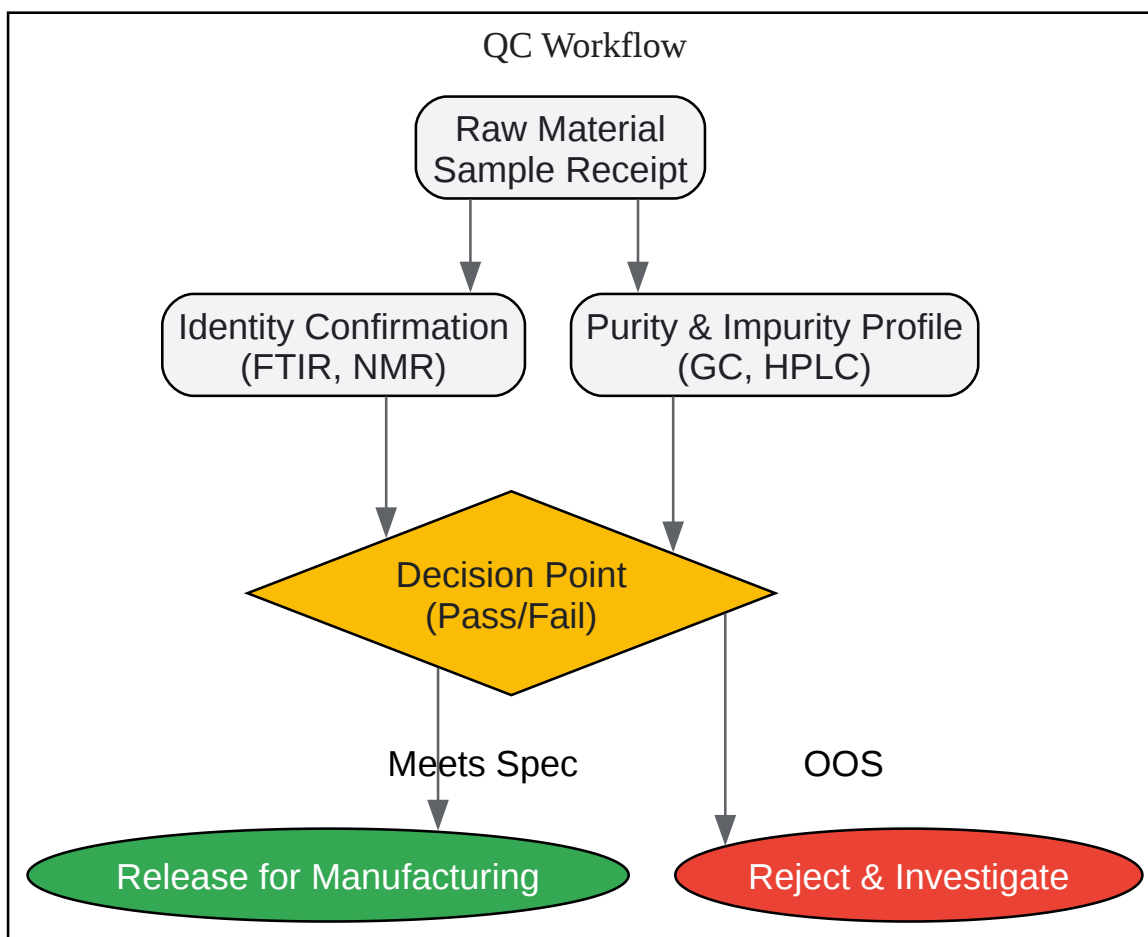 QC Workflow
Raw Material
Sample Receipt
Identity Confirmation
(FTIR, NMR)
Purity & Impurity Profile
(GC, HPLC)
Decision Point
(Pass/Fail)
Meets Spec
OOS
Release for Manufacturing
Reject & Investigate